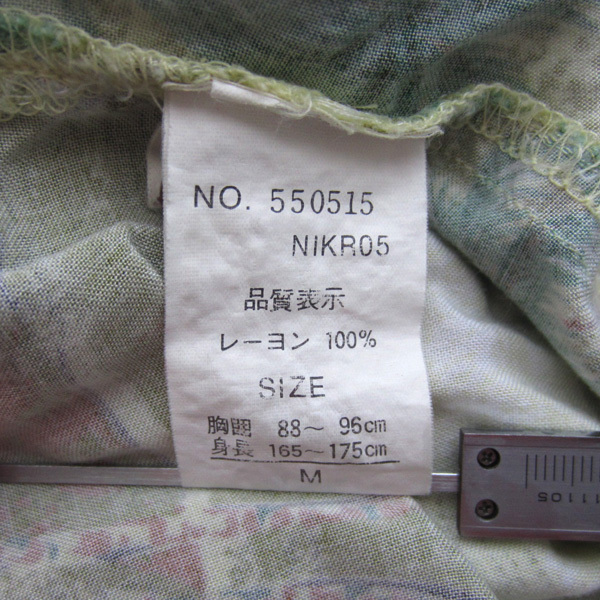 NO. 550515
NIKR05
品質表示
レーヨン 100%
SIZE
胸囲 88～96cm
身長 165～175cm
M
11105